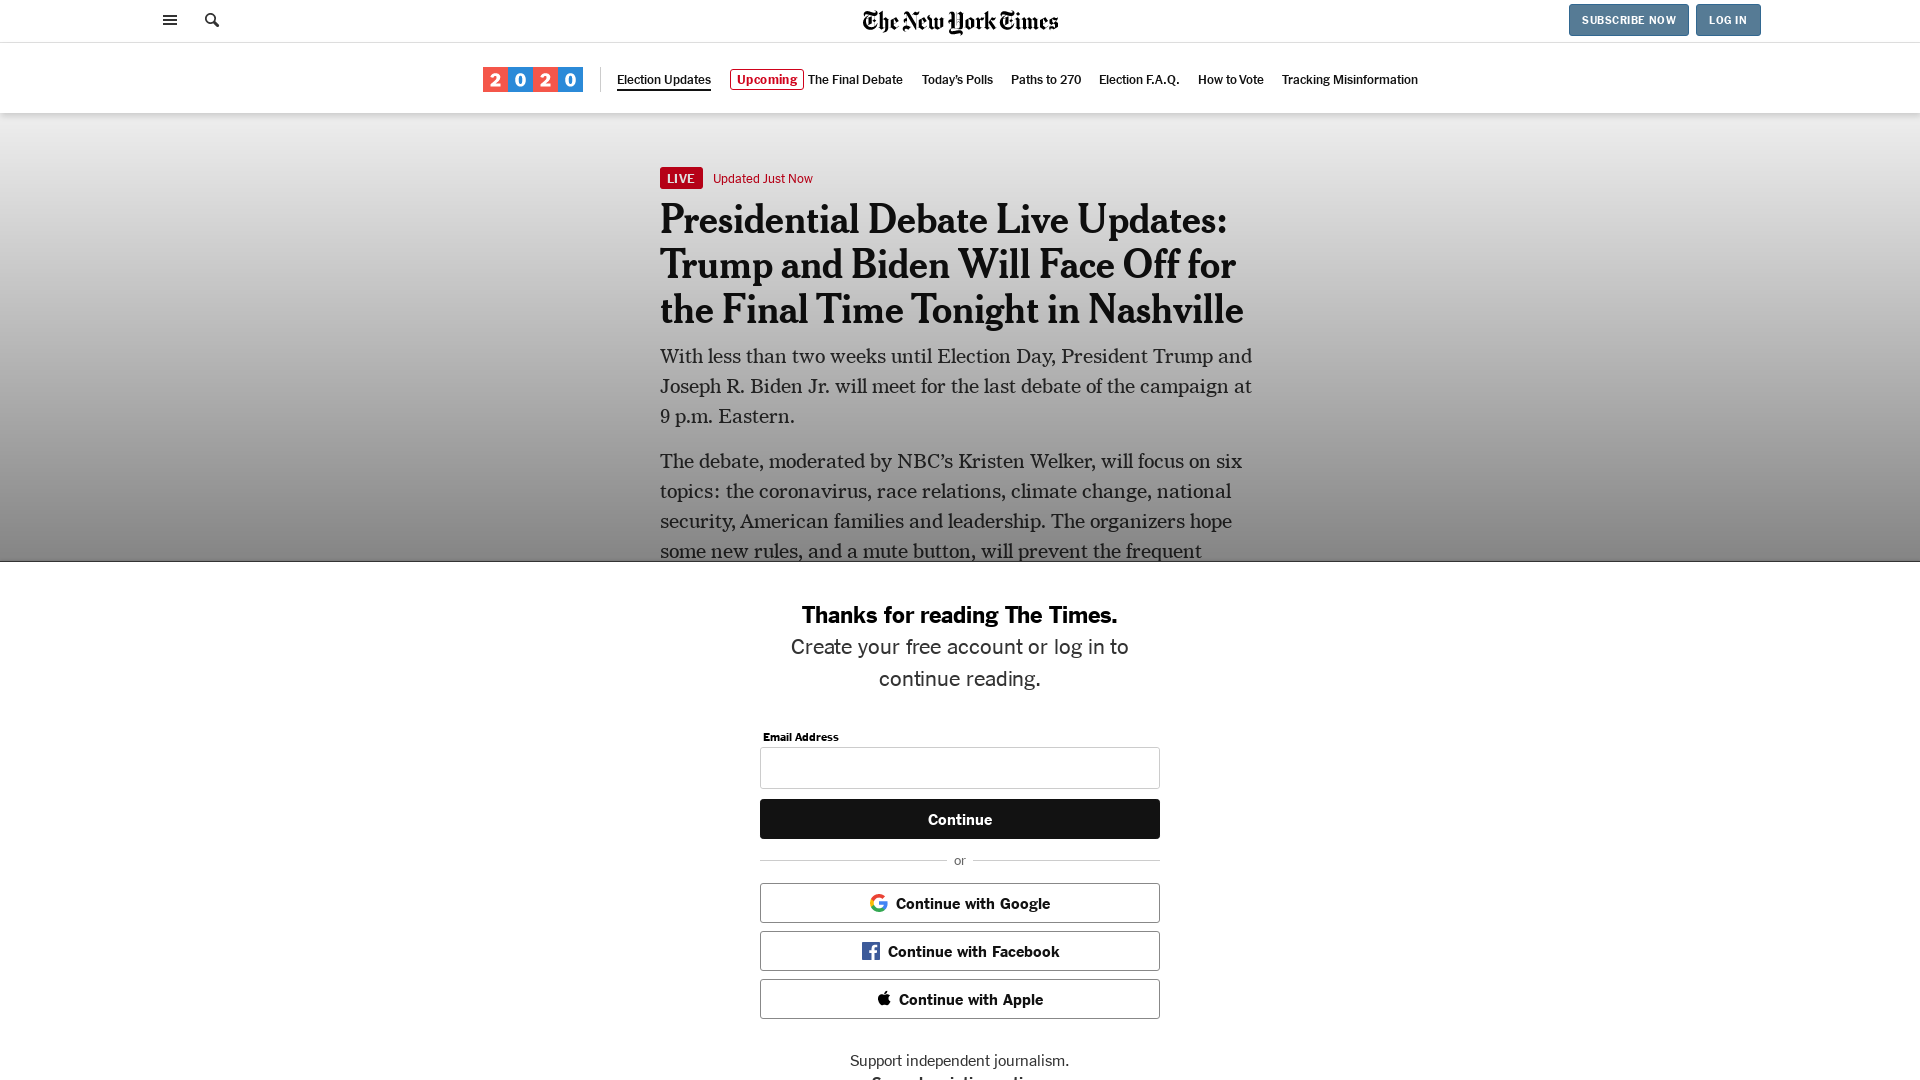 The New York Times
SUBSCRIBE NOW
LOG IN
2020
Election Updates
Upcoming The Final Debate
Today's Polls
Paths to 270
Election F.A.Q.
How to Vote
Tracking Misinformation
LIVE Updated Just Now
Presidential Debate Live Updates:
Trump and Biden Will Face Off for
the Final Time Tonight in Nashville
With less than two weeks until Election Day, President Trump and
Joseph R. Biden Jr. will meet for the last debate of the campaign at
9 p.m. Eastern.
The debate, moderated by NBC’s Kristen Welker, will focus on six
topics: the coronavirus, race relations, climate change, national
security, American families and leadership. The organizers hope
some new rules, and a mute button, will prevent the frequent
Thanks for reading The Times.
Create your free account or log in to
continue reading.
Email Address
Continue
or
Continue with Google
Continue with Facebook
Continue with Apple
Support independent journalism.